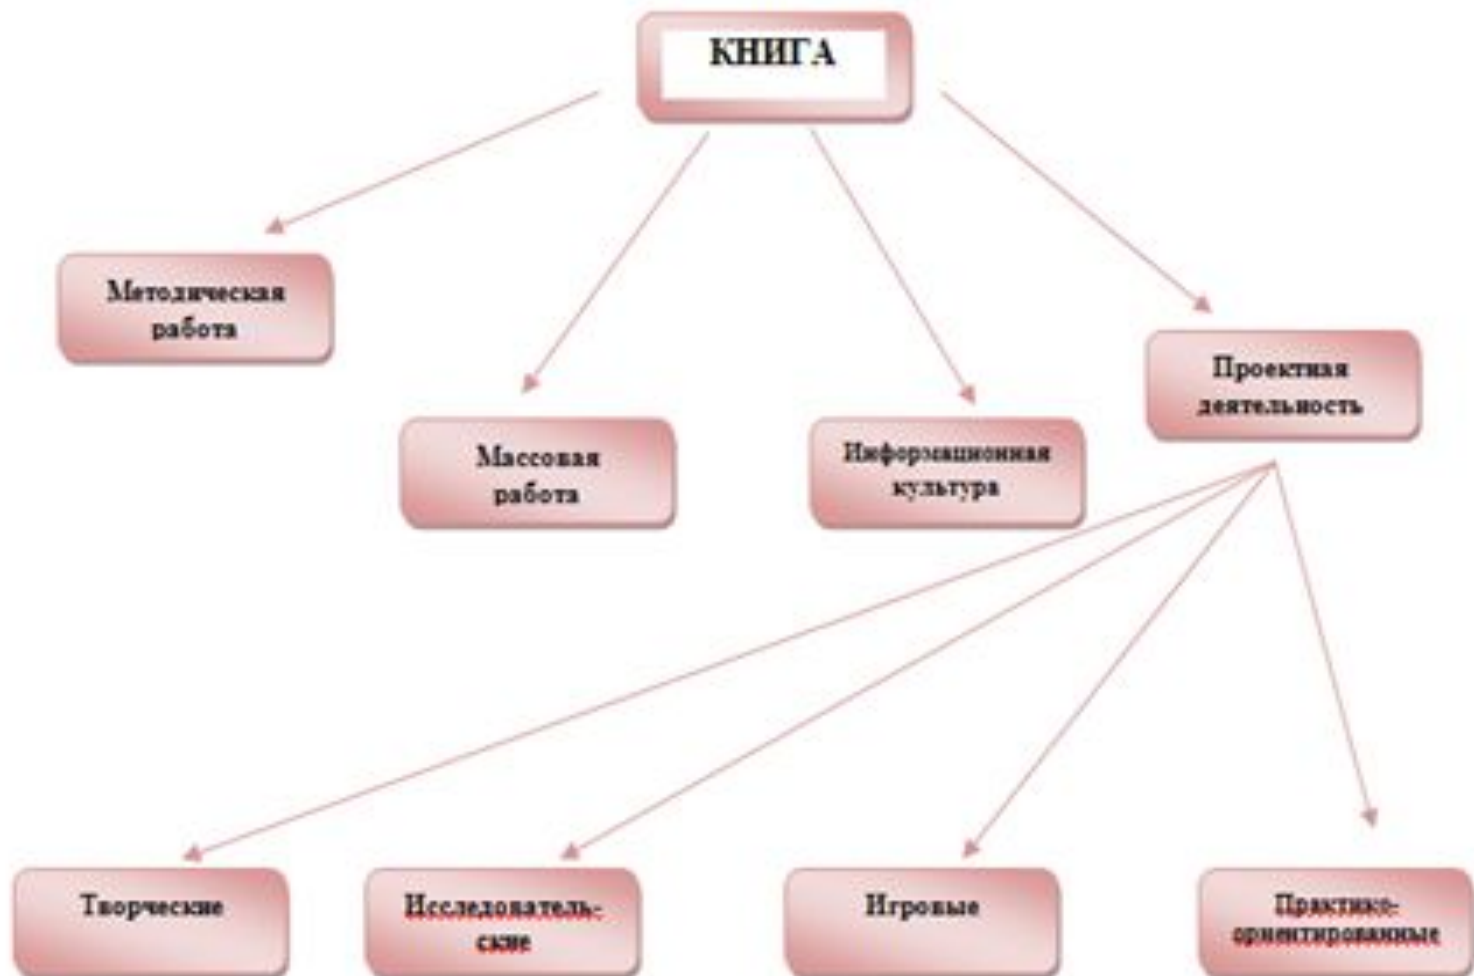 КНИГА
Методическая
работа
Массовая
работа
Информационная
культура
Проектная
деятельность
Творческие
Исследователь-
ские
Игровые
Практико-
ориентированные